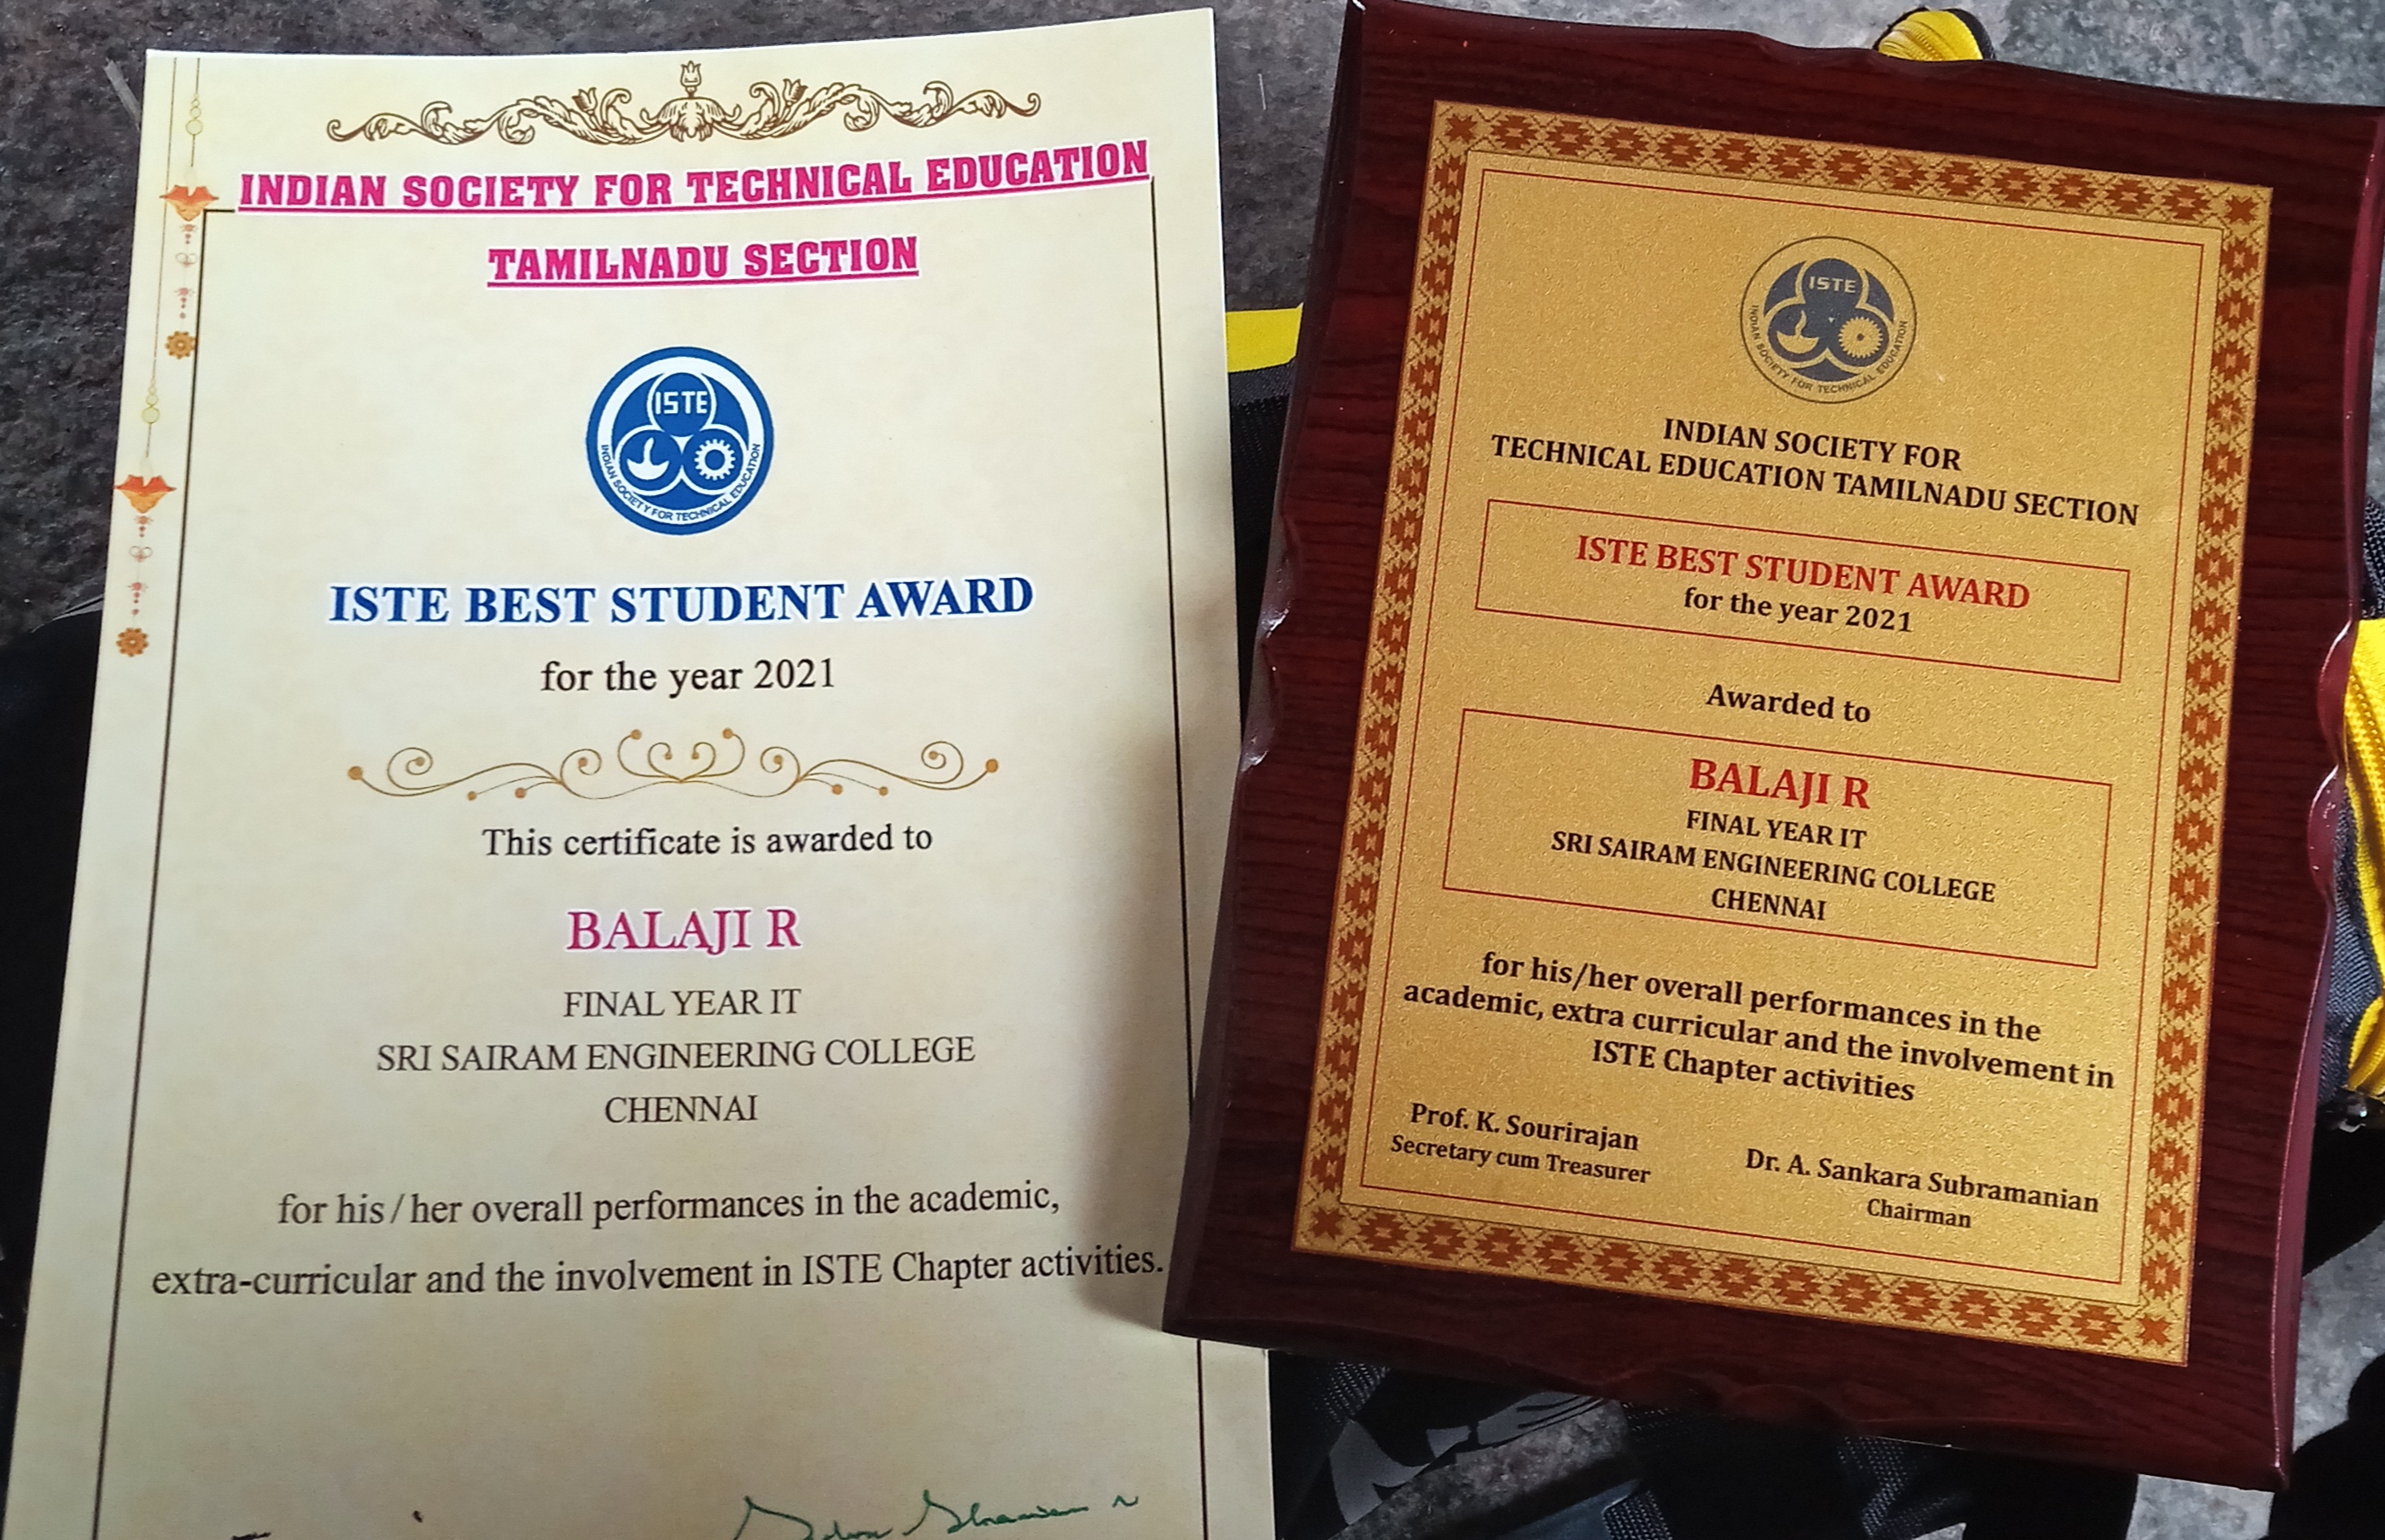 INDIAN SOCIETY FOR TECHNICAL EDUCATION
TAMILNADU SECTION
ISTE
INDIAN SOCIETY FOR TECHNICAL EDUCATION
ISTE BEST STUDENT AWARD
for the year 2021
This certificate is awarded to
BALAJI R
FINAL YEAR IT
SRI SAIRAM ENGINEERING COLLEGE
CHENNAI
for his / her overall performances in the academic,
extra-curricular and the involvement in ISTE Chapter activities.
ISTE
INDIAN SOCIETY FOR TECHNICAL EDUCATION
INDIAN SOCIETY FOR
TECHNICAL EDUCATION TAMILNADU SECTION
ISTE BEST STUDENT AWARD
for the year 2021
Awarded to
BALAJI R
FINAL YEAR IT
SRI SAIRAM ENGINEERING COLLEGE
CHENNAI
for his/her overall performances in the
academic, extra curricular and the involvement in
ISTE Chapter activities
Prof. K. Sourirajan
Secretary cum Treasurer
Dr. A. Sankara Subramanian
Chairman